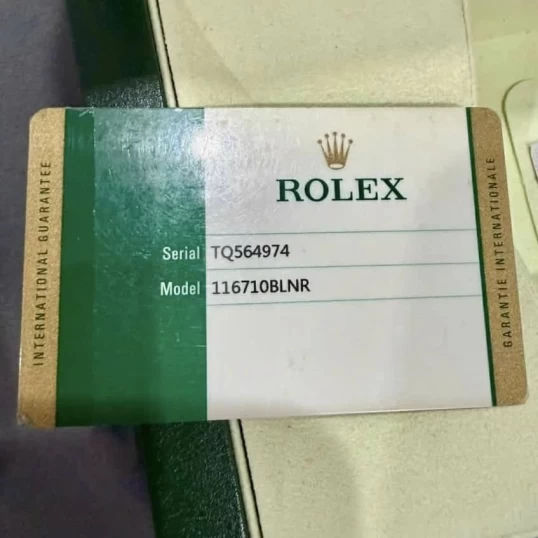 ROLEX
Serial TQ564974
Model 116710BLNR
INTERNATIONAL GUARANTEE
GARANTIE INTERNATIONALE